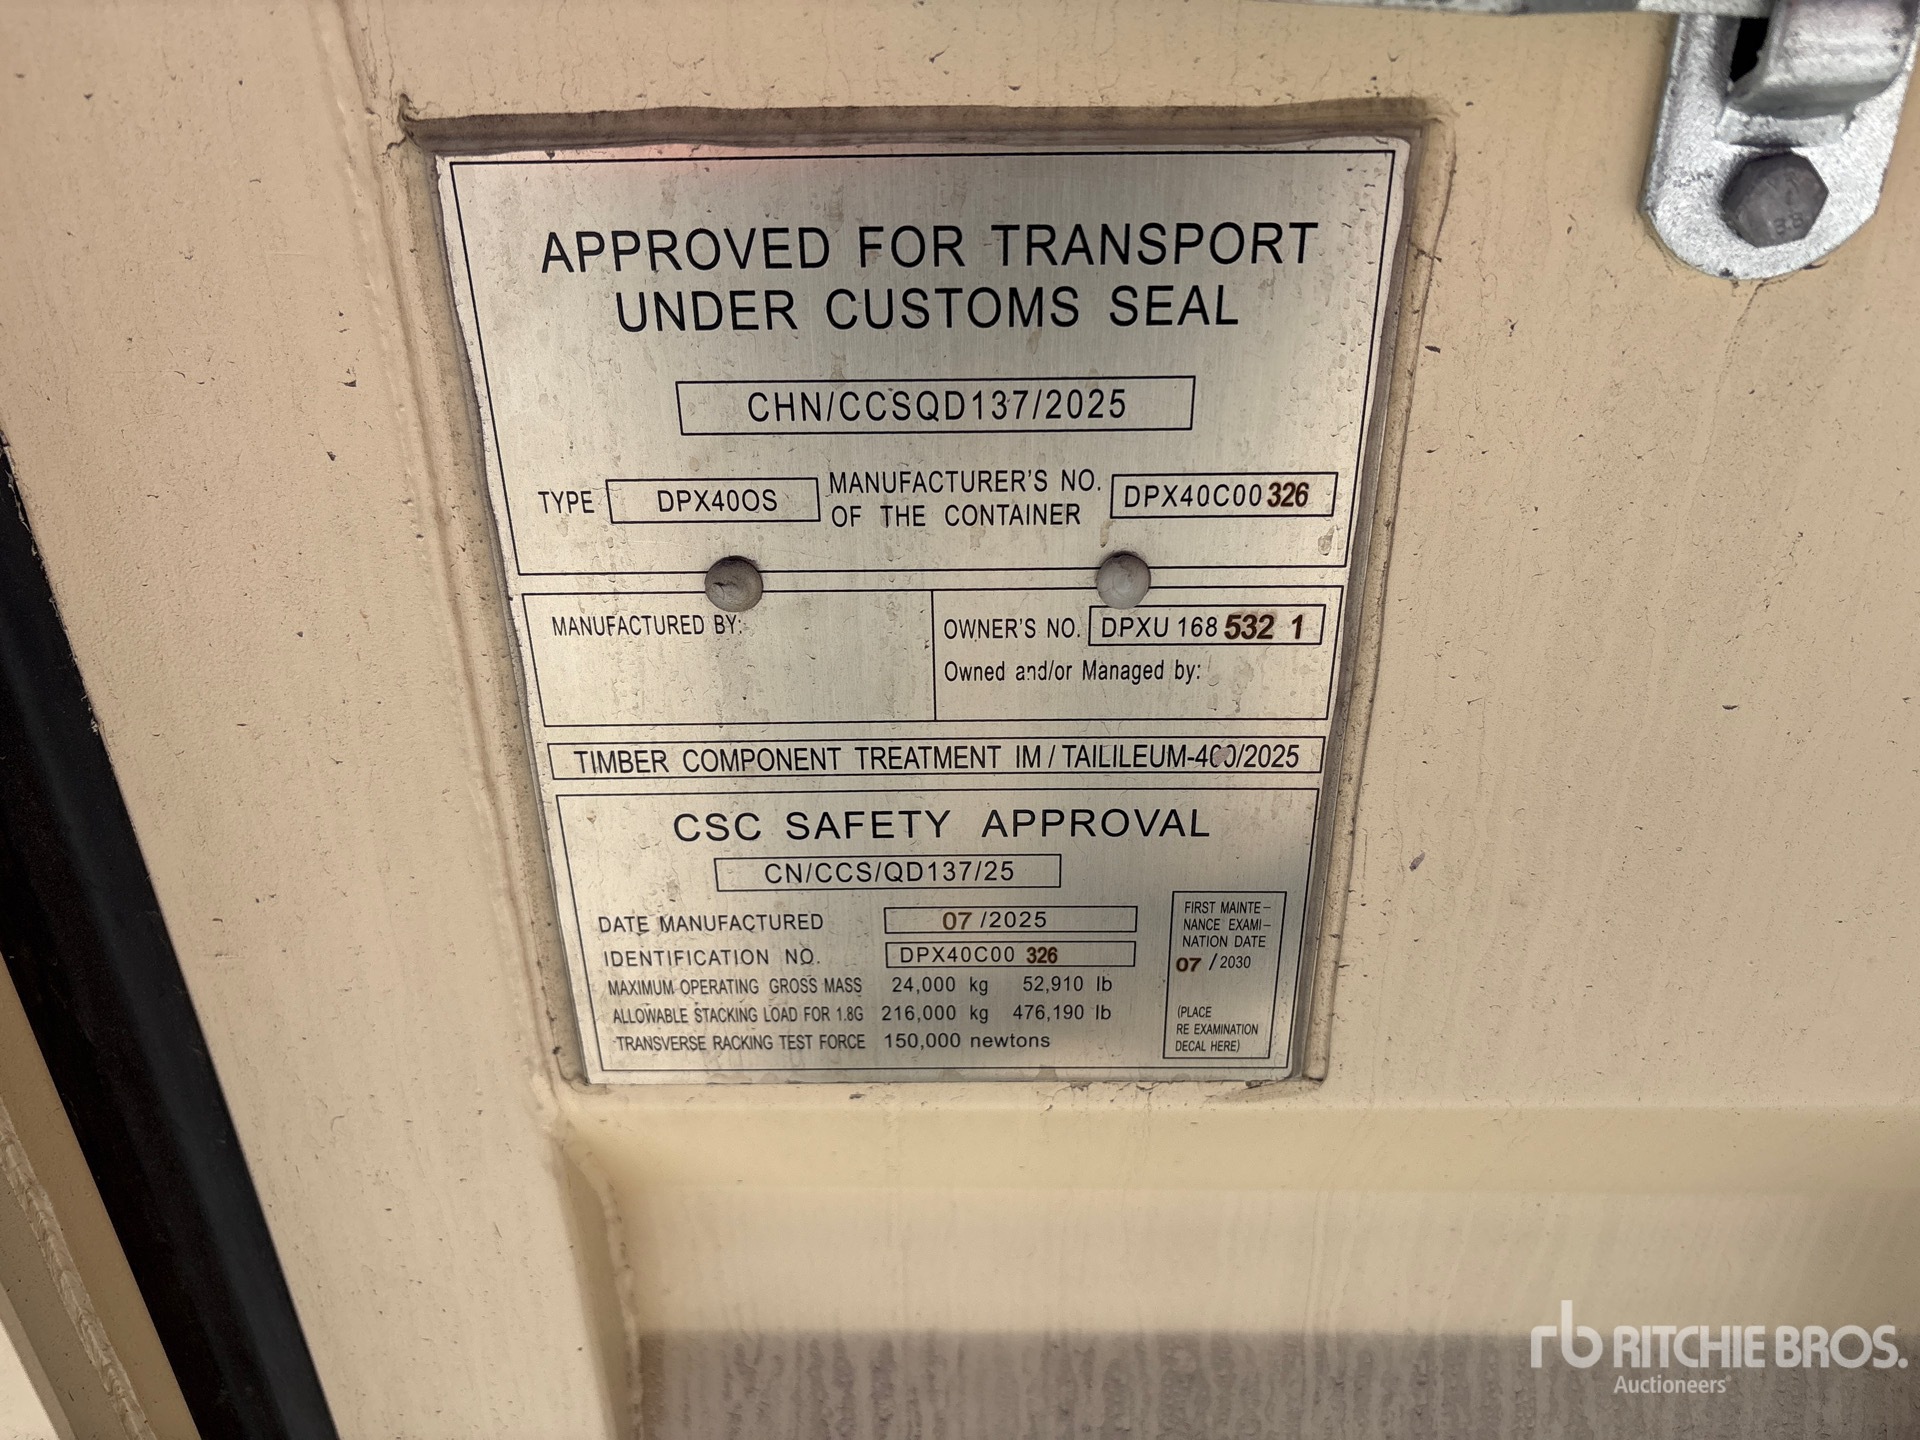 APPROVED FOR TRANSPORT
UNDER CUSTOMS SEAL
CHN/CCSQD137/2025
TYPE DPX40OS MANUFACTURER'S NO. OF THE CONTAINER DPX40C00326
MANUFACTURED BY:
OWNER'S NO. DPXU 168 532 1
Owned and/or Managed by:
TIMBER COMPONENT TREATMENT IM / TAILILEUM-400/2025
CSC SAFETY APPROVAL
CN/CCS/QD137/25
DATE MANUFACTURED 07 /2025
IDENTIFICATION NO. DPX40C00 326
MAXIMUM OPERATING GROSS MASS 24,000 kg 52,910 lb
ALLOWABLE STACKING LOAD FOR 1.8G 216,000 kg 476,190 lb
TRANSVERSE RACKING TEST FORCE 150,000 newtons
FIRST MAINTE-
NANCE EXAMI-
NATION DATE
07 / 2030
(PLACE
RE EXAMINATION
DECAL HERE)
rb RITCHIE BROS.
Auctioneers